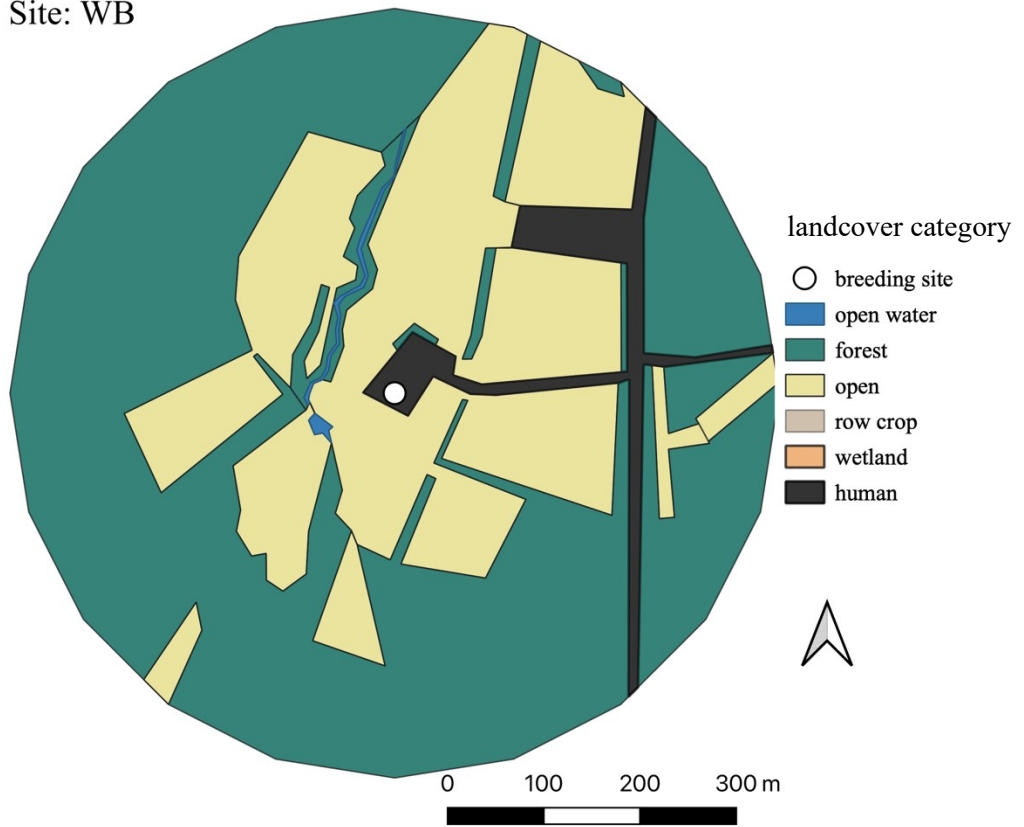 Site: WB
landcover category
breeding site
open water
forest
open
row crop
wetland
human
0 100 200 300 m